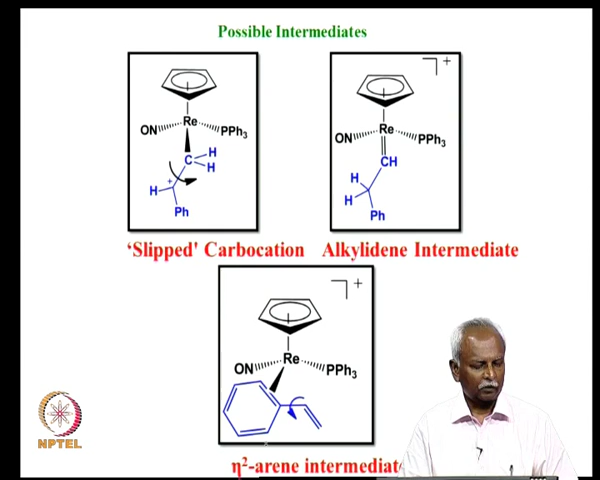 Possible Intermediates
Re
ON
PPh3
C
H
H
+
H
Ph
'Slipped' Carbocation
+
Re
ON
PPh3
CH
H
H
Ph
Alkylidene Intermediate
+
Re
ON
PPh3
η2-arene intermediat
NPTEL